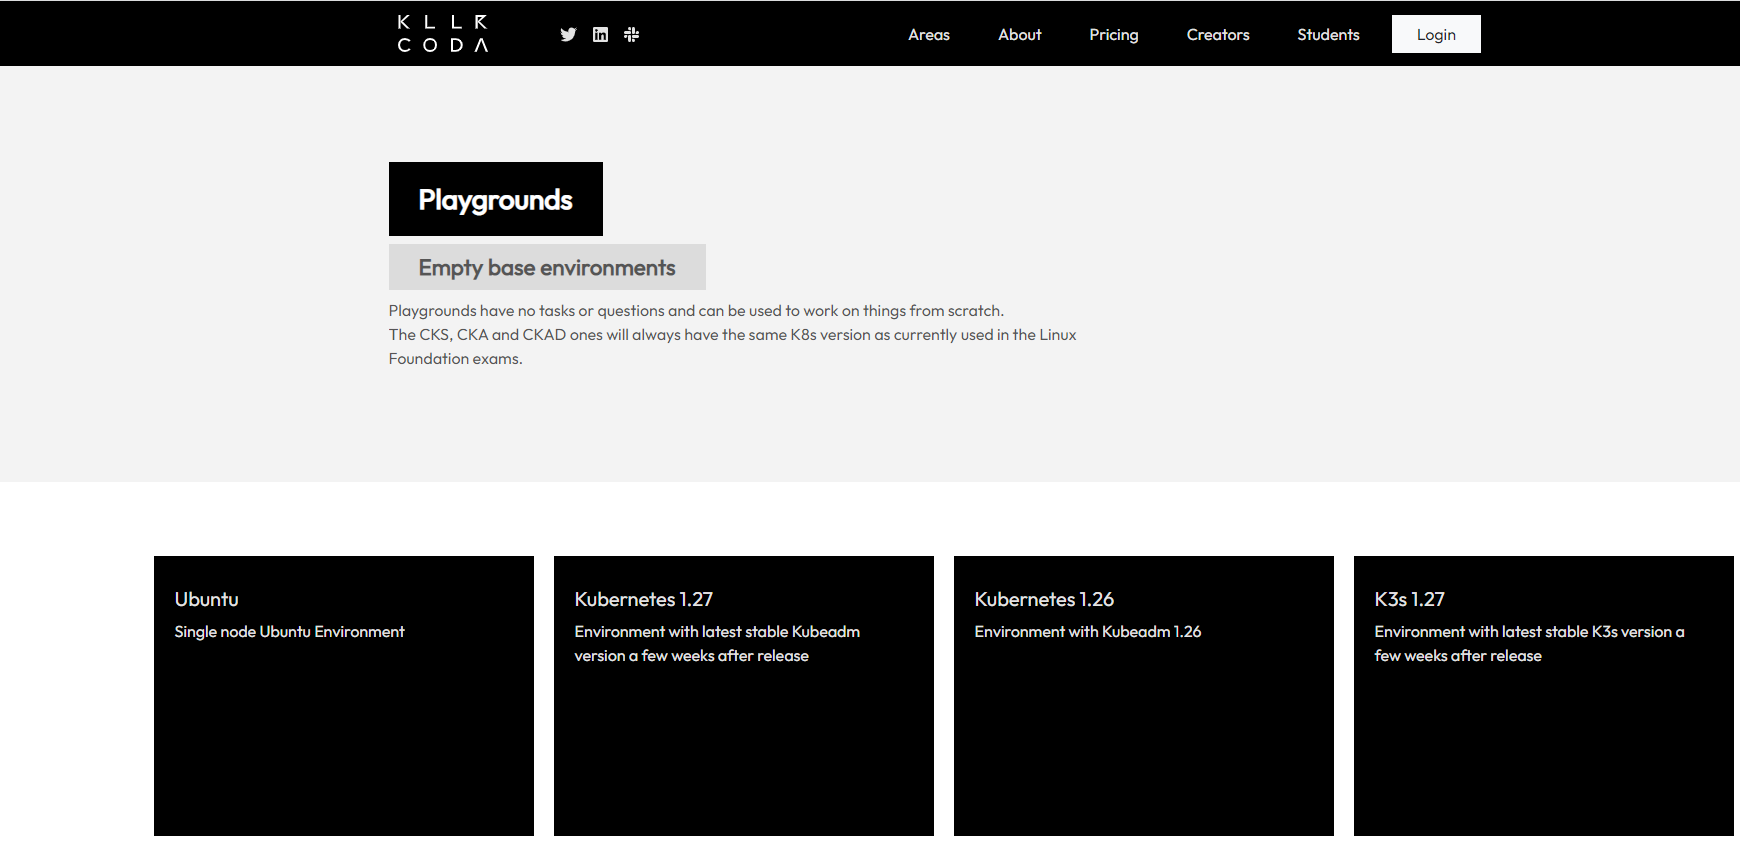 KLLR
CODA
Areas About Pricing Creators Students Login
Playgrounds
Empty base environments
Playgrounds have no tasks or questions and can be used to work on things from scratch.
The CKS, CKA and CKAD ones will always have the same K8s version as currently used in the Linux
Foundation exams.
Ubuntu
Single node Ubuntu Environment
Kubernetes 1.27
Environment with latest stable Kubeadm
version a few weeks after release
Kubernetes 1.26
Environment with Kubeadm 1.26
K3s 1.27
Environment with latest stable K3s version a
few weeks after release